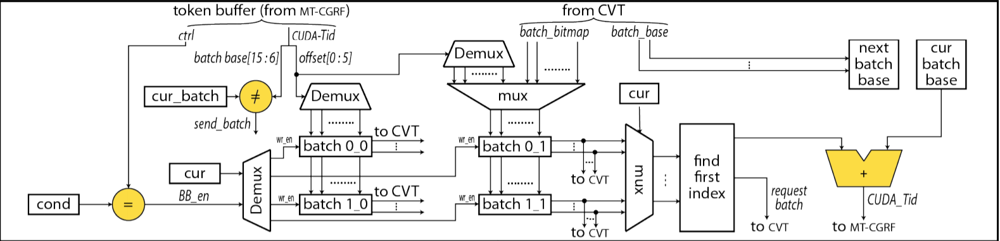 token buffer (from MT-CGRF)
from CVT
ctrl
CUDA-Tid
batch_bitmap
batch_base
batch base[15:6]
offset[0:5]
Demux
........
........
next
batch
base
cur
batch
base
cur_batch
≠
Demux
mux
cur
send_batch
........
........
wr_en
batch 0_0
to CVT
wr_en
batch 0_1
...
to CVT
cur
Demux
mux
find
first
index
+
BB_en
cond
=
........
........
wr_en
batch 1_0
to CVT
wr_en
batch 1_1
...
to CVT
request
batch
to CVT
CUDA_Tid
to MT-CGRF